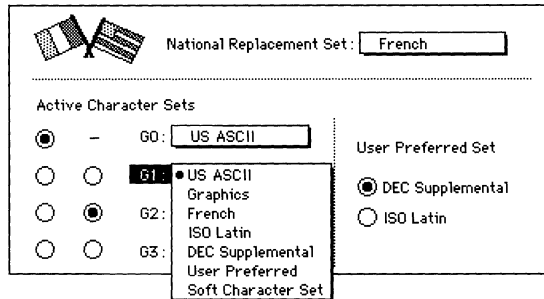 National Replacement Set: French
Active Character Sets
– G0: US ASCII
User Preferred Set
G1: US ASCII
Graphics
DEC Supplemental
G2: French
ISO Latin
ISO Latin
G3: DEC Supplemental
User Preferred
Soft Character Set